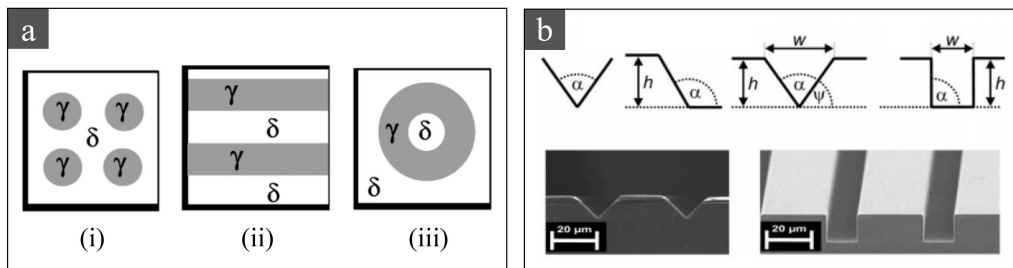 a
γ γ
δ
γ γ
(i)
γ
δ
γ
δ
(ii)
γ δ
δ
(iii)
b
α
h α
w
h α ψ
w
α h
20 μm
20 μm